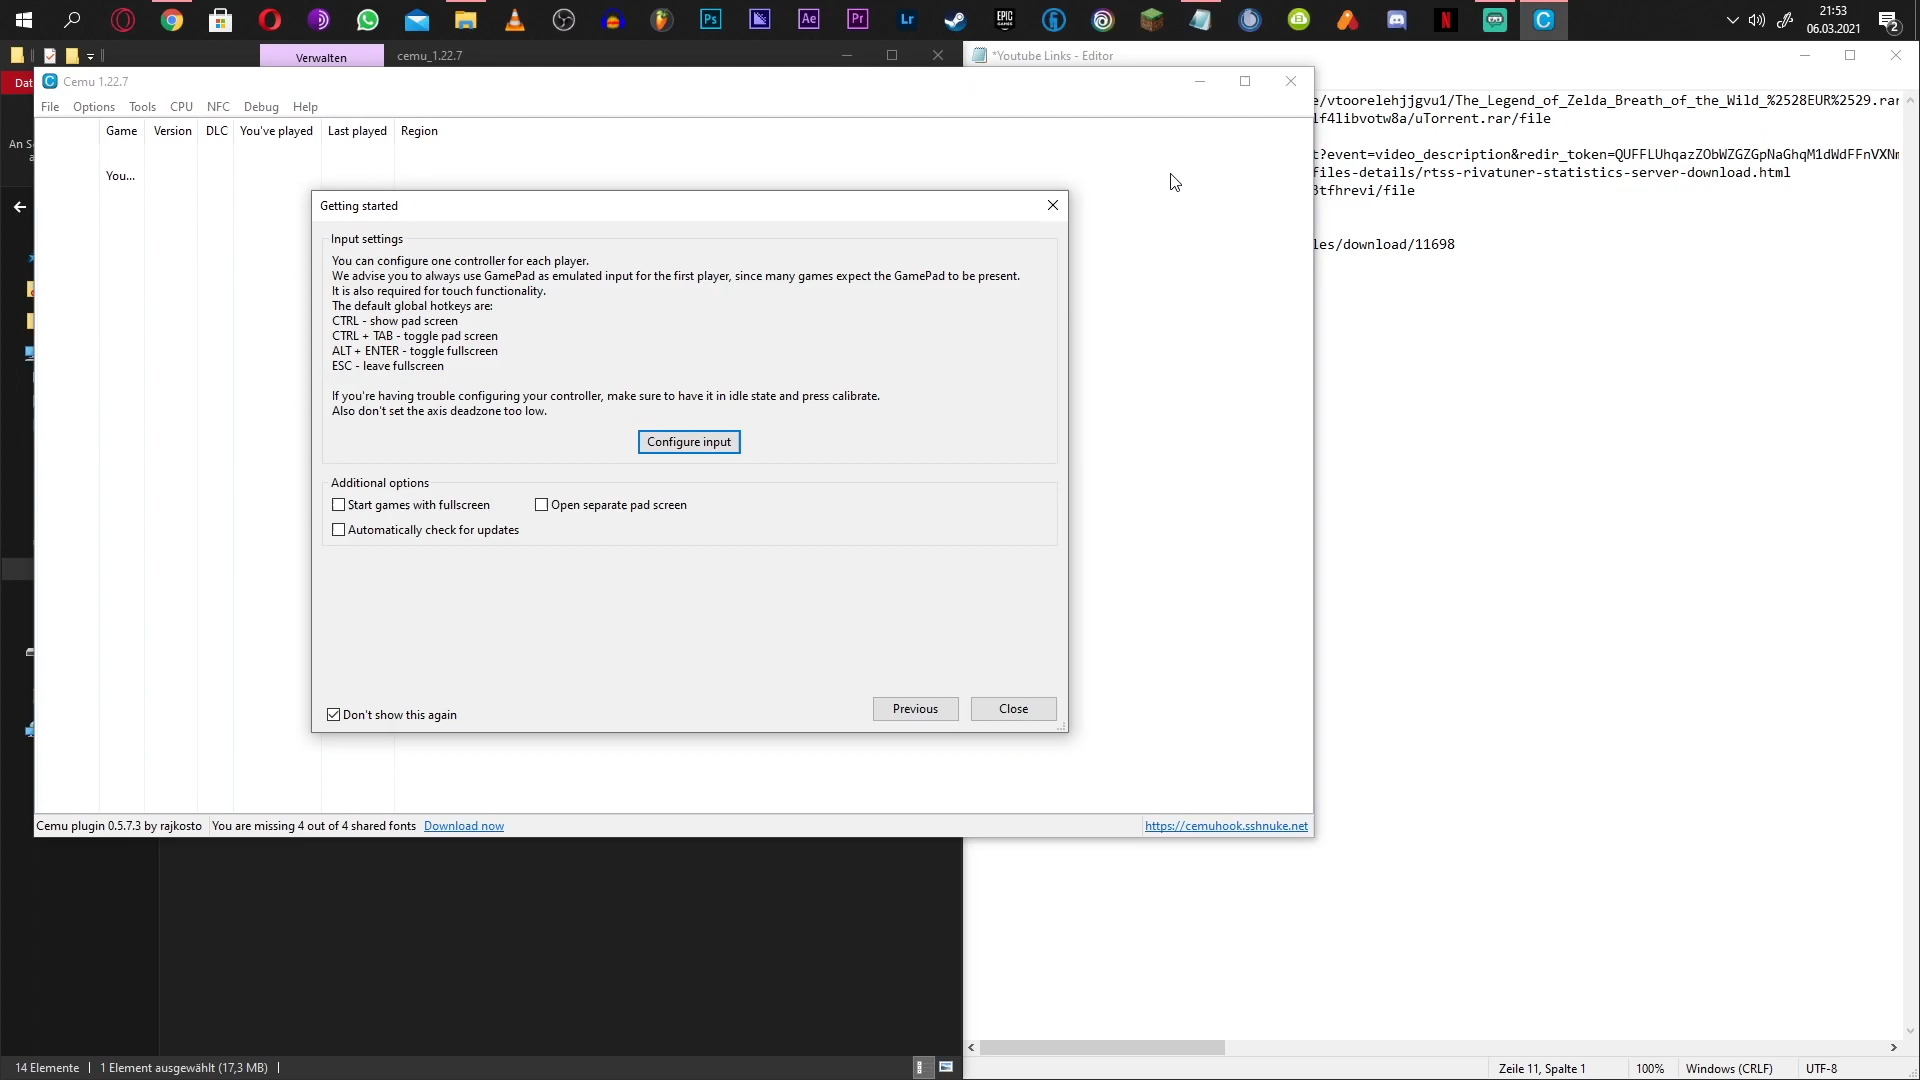 Ps
Ae
Pr
Lr
EPIC
GAMES
N
C
21:53
06.03.2021
2
Verwalten
cemu_1.22.7
*Youtube Links - Editor
Dat
C
Cemu 1.22.7
File
Options
Tools
CPU
NFC
Debug
Help
e/vtoorelehjjgvu1/The_Legend_of_Zelda_Breath_of_the_Wild_%2528EUR%2529.rar
lf4libvotw8a/uTorrent.rar/file
t?event=video_description&redir_token=QUFFLUhqazZObWZGZGpNaGhqM1dWdFFnVXNm
files-details/rtss-rivatuner-statistics-server-download.html
3tfhrevi/file
les/download/11698
Game
Version
DLC
You've played
Last played
Region
An Sc
a
You...
Getting started
Input settings
You can configure one controller for each player.
We advise you to always use GamePad as emulated input for the first player, since many games expect the GamePad to be present.
It is also required for touch functionality.
The default global hotkeys are:
CTRL - show pad screen
CTRL + TAB - toggle pad screen
ALT + ENTER - toggle fullscreen
ESC - leave fullscreen
If you're having trouble configuring your controller, make sure to have it in idle state and press calibrate.
Also don't set the axis deadzone too low.
Configure input
Additional options
Start games with fullscreen
Open separate pad screen
Automatically check for updates
Don't show this again
Previous
Close
Cemu plugin 0.5.7.3 by rajkosto
You are missing 4 out of 4 shared fonts
Download now
https://cemuhook.sshnuke.net
14 Elemente
1 Element ausgewählt (17,3 MB)
Zeile 11, Spalte 1
100%
Windows (CRLF)
UTF-8